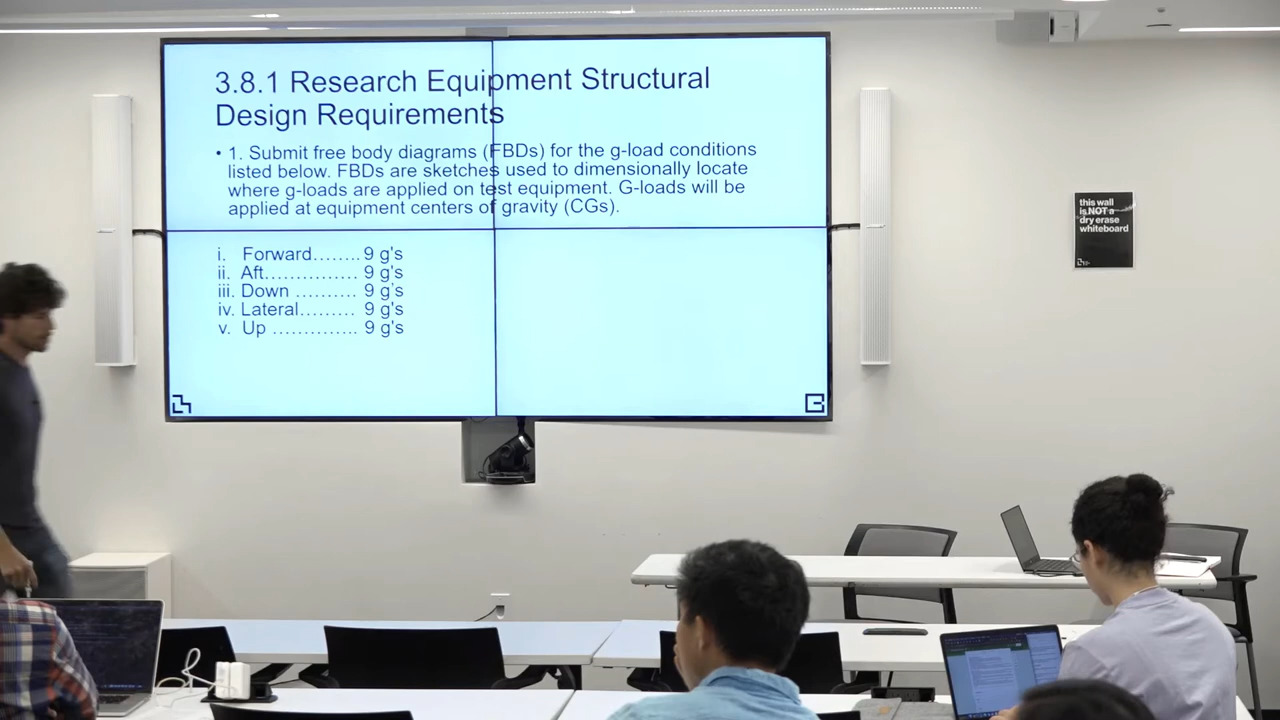 3.8.1 Research Equipment Structural
Design Requirements
• 1. Submit free body diagrams (FBDs) for the g-load conditions
listed below. FBDs are sketches used to dimensionally locate
where g-loads are applied on test equipment. G-loads will be
applied at equipment centers of gravity (CGs).
i. Forward........ 9 g's
ii. Aft............... 9 g's
iii. Down .......... 9 g's
iv. Lateral......... 9 g's
v. Up .............. 9 g's
this wall
is NOT a
dry erase
whiteboard